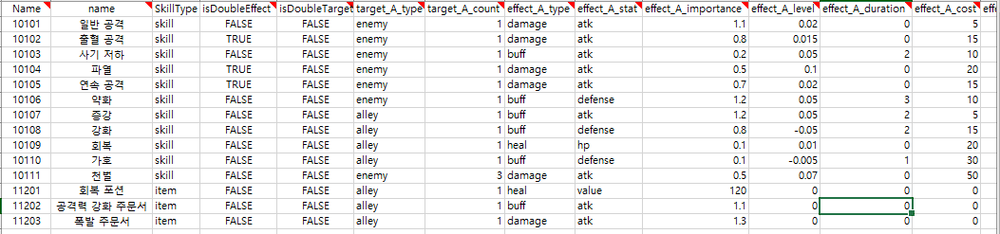 Name name SkillType isDoubleEffect isDoubleTarget target_A_type target_A_count effect_A_type effect_A_stat effect_A_importance effect_A_level effect_A_duration effect_A_cost
10101 일반 공격 skill FALSE FALSE enemy 1 damage atk 1.1 0.02 0 5
10102 출혈 공격 skill TRUE FALSE enemy 1 damage atk 0.8 0.015 0 15
10103 사기 저하 skill FALSE FALSE enemy 1 buff atk 0.2 0.05 2 10
10104 파열 skill TRUE FALSE enemy 1 damage atk 0.5 0.1 0 20
10105 연속 공격 skill TRUE FALSE enemy 1 damage atk 0.7 0.02 0 15
10106 약화 skill FALSE FALSE enemy 1 buff defense 1.2 0.05 3 10
10107 증강 skill FALSE FALSE alley 1 buff atk 1.2 0.05 2 5
10108 강화 skill FALSE FALSE alley 1 buff defense 0.8 -0.05 2 15
10109 회복 skill FALSE FALSE alley 1 heal hp 0.1 0.01 0 20
10110 가호 skill FALSE FALSE alley 1 buff defense 0.1 -0.005 1 30
10111 천벌 skill FALSE FALSE enemy 3 damage atk 0.5 0.07 0 50
11201 회복 포션 item FALSE FALSE alley 1 heal value 120 0 0 0
11202 공격력 강화 주문서 item FALSE FALSE alley 1 buff atk 1.1 0 0 0
11203 폭발 주문서 item FALSE FALSE alley 1 damage atk 1.3 0 0 0